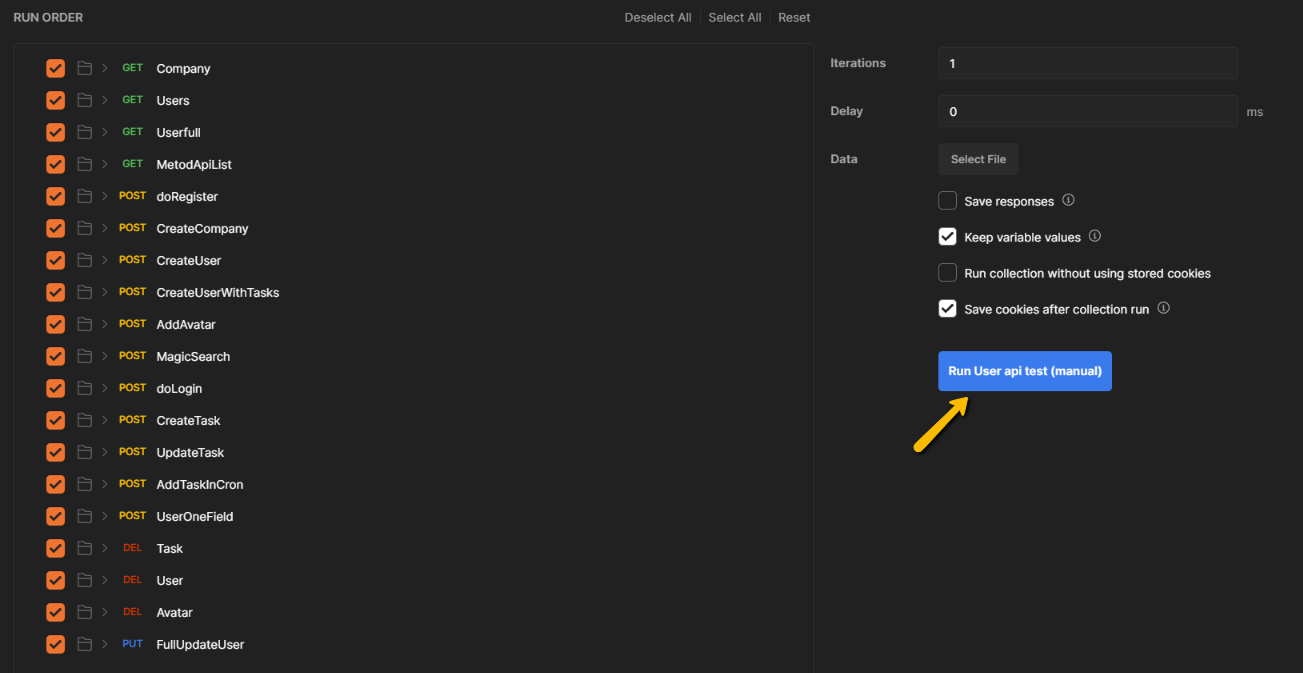 RUN ORDER
Deselect All
Select All
Reset
GET Company
GET Users
GET Userfull
GET MetodApiList
POST doRegister
POST CreateCompany
POST CreateUser
POST CreateUserWithTasks
POST AddAvatar
POST MagicSearch
POST doLogin
POST CreateTask
POST UpdateTask
POST AddTaskInCron
POST UserOneField
DEL Task
DEL User
DEL Avatar
PUT FullUpdateUser
Iterations 1
Delay 0 ms
Data Select File
Save responses
Keep variable values
Run collection without using stored cookies
Save cookies after collection run
Run User api test (manual)